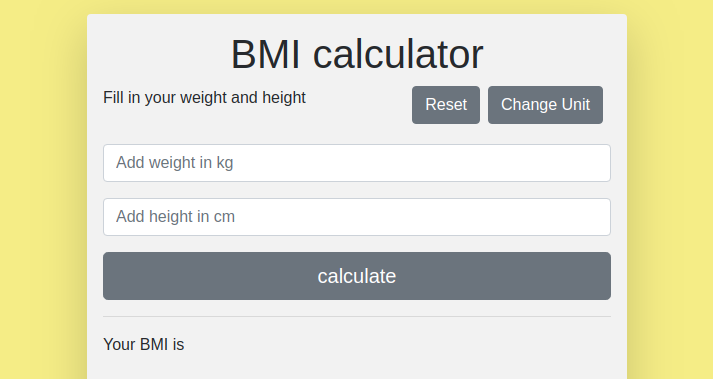 BMI calculator
Fill in your weight and height
Reset
Change Unit
Add weight in kg
Add height in cm
calculate
Your BMI is